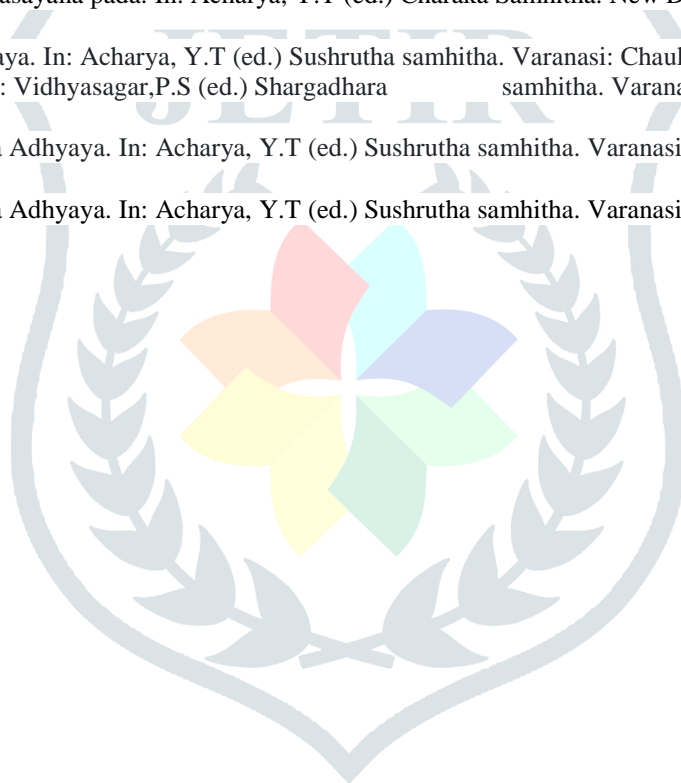 asayana pada. In: Acharya, Y.T (ed.) Charaka Samhitha. New D
JETIR
aya. In: Acharya, Y.T (ed.) Sushrutha samhitha. Varanasi: Chaul
: Vidhyasagar,P.S (ed.) Shargadhara samhitha. Varana
Adhyaya. In: Acharya, Y.T (ed.) Sushrutha samhitha. Varanasi
Adhyaya. In: Acharya, Y.T (ed.) Sushrutha samhitha. Varanasi